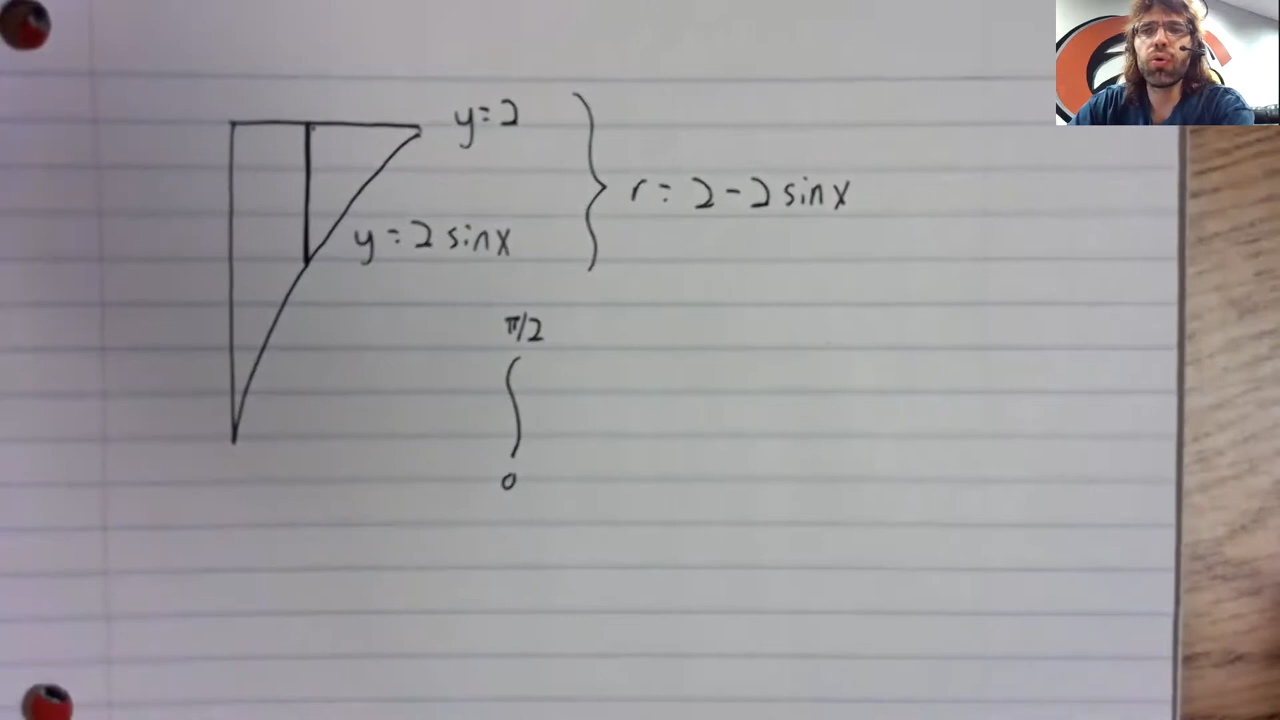 y = 2
r = 2 - 2 sin x
y = 2 sin x
π/2
∫
0